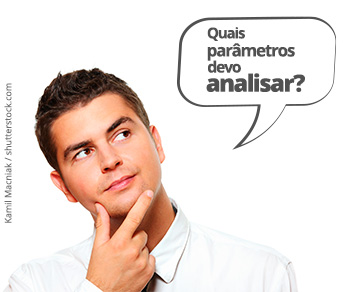 Quais
parâmetros
devo
analisar?
Kamil Macniak / shutterstock.com